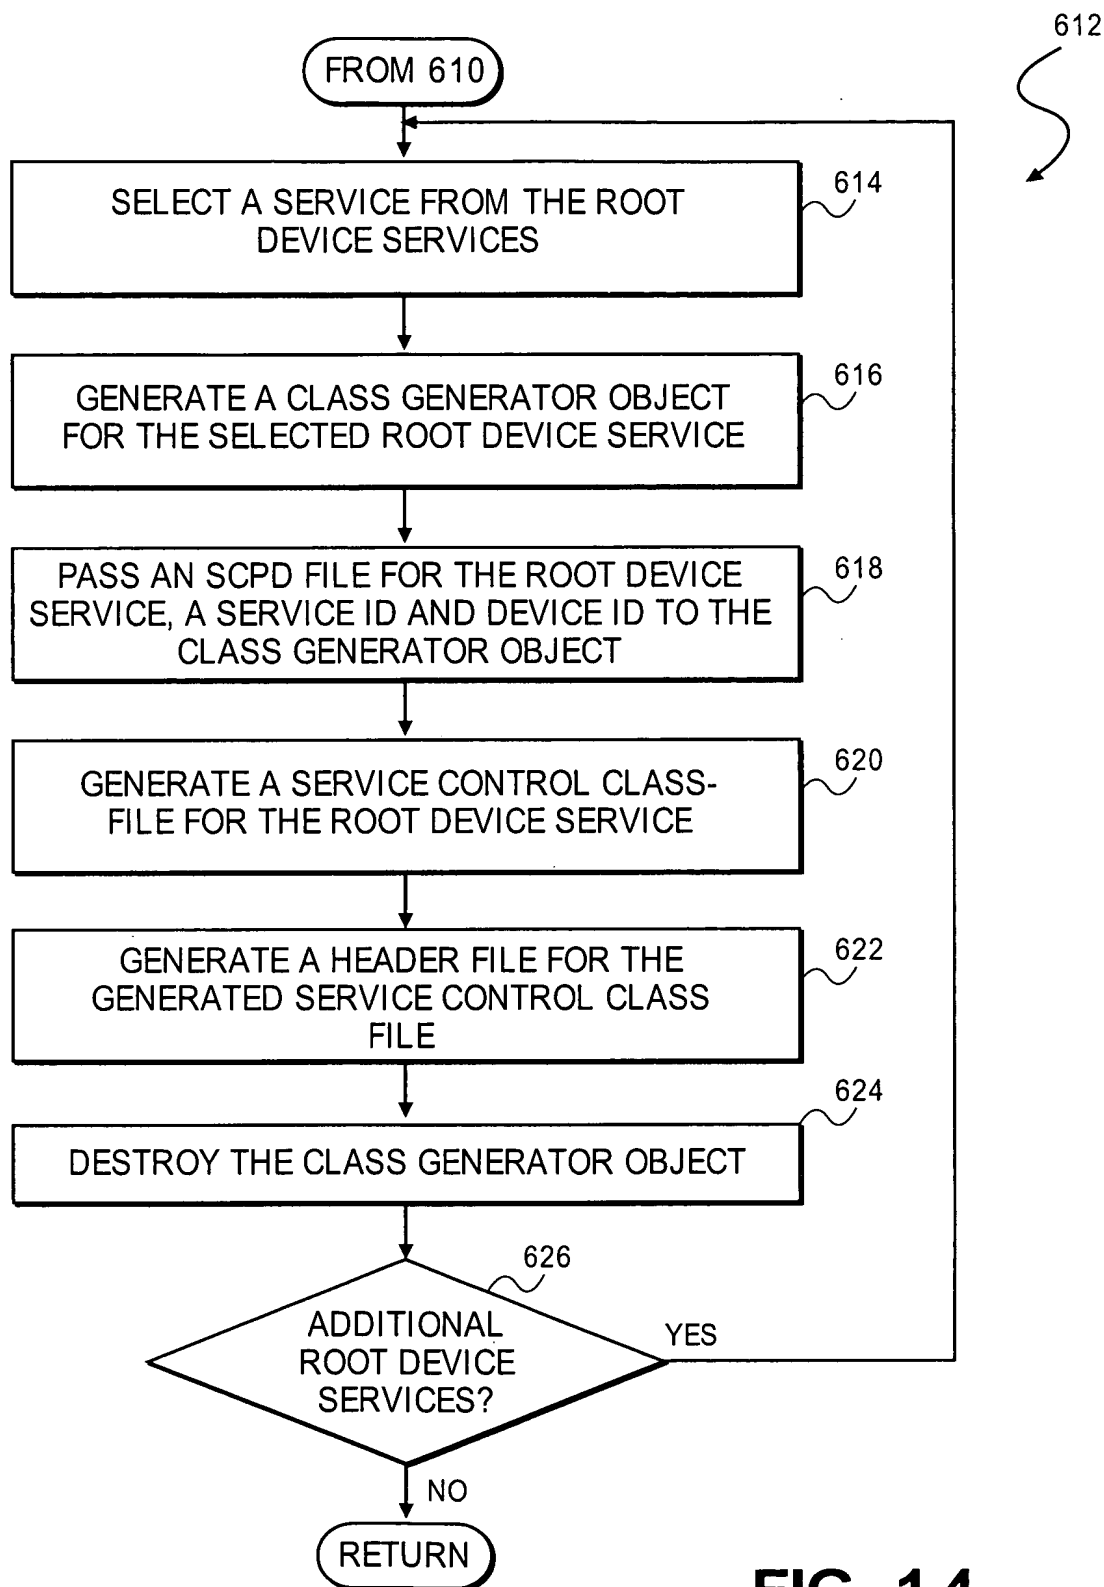 612
FROM 610
SELECT A SERVICE FROM THE ROOT
DEVICE SERVICES
614
GENERATE A CLASS GENERATOR OBJECT
FOR THE SELECTED ROOT DEVICE SERVICE
616
PASS AN SCPD FILE FOR THE ROOT DEVICE
SERVICE, A SERVICE ID AND DEVICE ID TO THE
CLASS GENERATOR OBJECT
618
GENERATE A SERVICE CONTROL CLASS-
FILE FOR THE ROOT DEVICE SERVICE
620
GENERATE A HEADER FILE FOR THE
GENERATED SERVICE CONTROL CLASS
FILE
622
624
DESTROY THE CLASS GENERATOR OBJECT
626
ADDITIONAL
ROOT DEVICE
SERVICES?
YES
NO
RETURN
FIG. 14